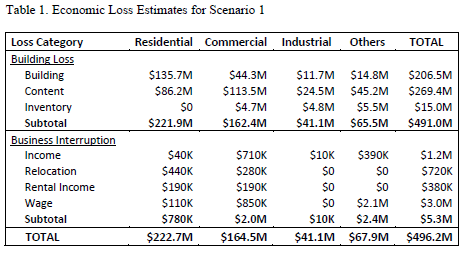 Table 1. Economic Loss Estimates for Scenario 1
Loss Category Residential Commercial Industrial Others TOTAL
Building Loss
Building $135.7M $44.3M $11.7M $14.8M $206.5M
Content $86.2M $113.5M $24.5M $45.2M $269.4M
Inventory $0 $4.7M $4.8M $5.5M $15.0M
Subtotal $221.9M $162.4M $41.1M $65.5M $491.0M
Business Interruption
Income $40K $710K $10K $390K $1.2M
Relocation $440K $280K $0 $0 $720K
Rental Income $190K $190K $0 $0 $380K
Wage $110K $850K $0 $2.1M $3.0M
Subtotal $780K $2.0M $10K $2.4M $5.3M
TOTAL $222.7M $164.5M $41.1M $67.9M $496.2M